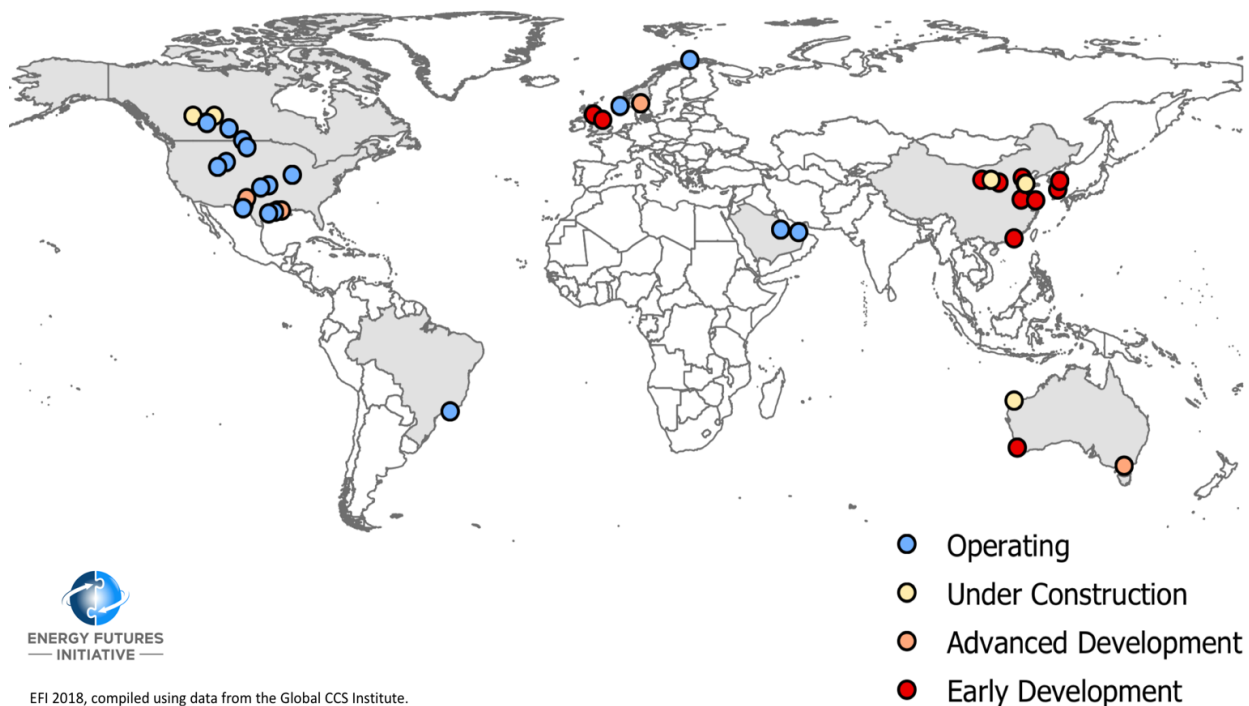 Operating
Under Construction
Advanced Development
Early Development
ENERGY FUTURES
INITIATIVE
EFI 2018, compiled using data from the Global CCS Institute.